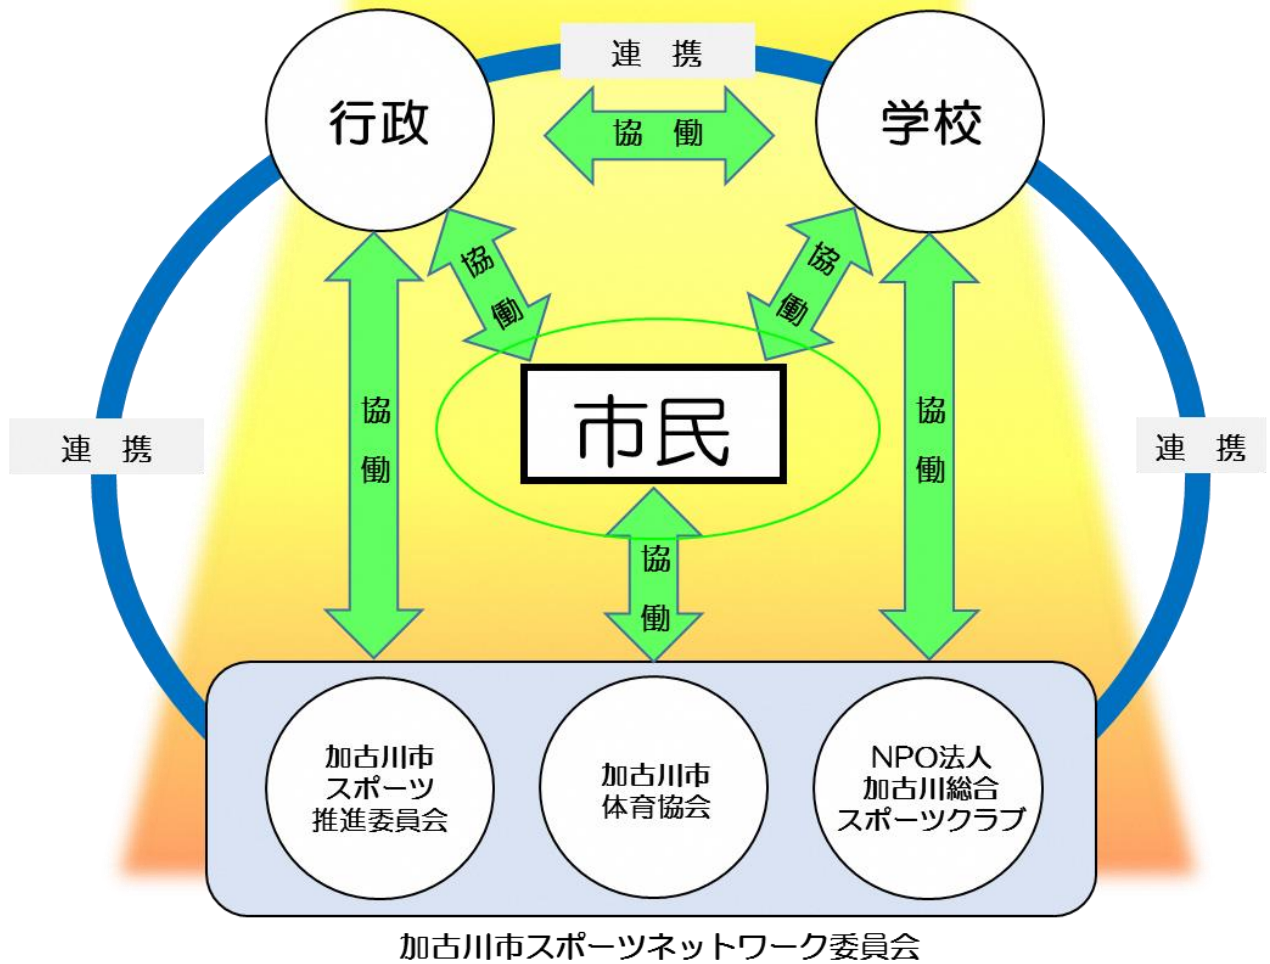 連　携
行政
学校
協　働
協
働
協
働
協
働
市民
協
働
連　携
連　携
協
働
加古川市
スポーツ
推進委員会
加古川市
体育協会
NPO法人
加古川総合
スポーツクラブ
加古川市スポーツネットワーク委員会